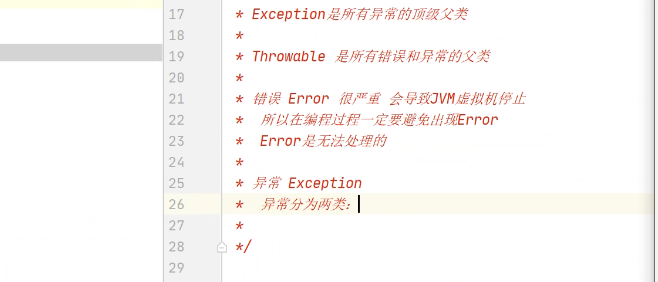 17 * Exception是所有异常的顶级父类
18 *
19 * Throwable 是所有错误和异常的父类
20 *
21 * 错误 Error 很严重 会导致JVM虚拟机停止
22 * 所以在编程过程一定要避免出现Error
23 * Error是无法处理的
24 *
25 * 异常 Exception
26 * 异常分为两类:
27 *
28 */
29